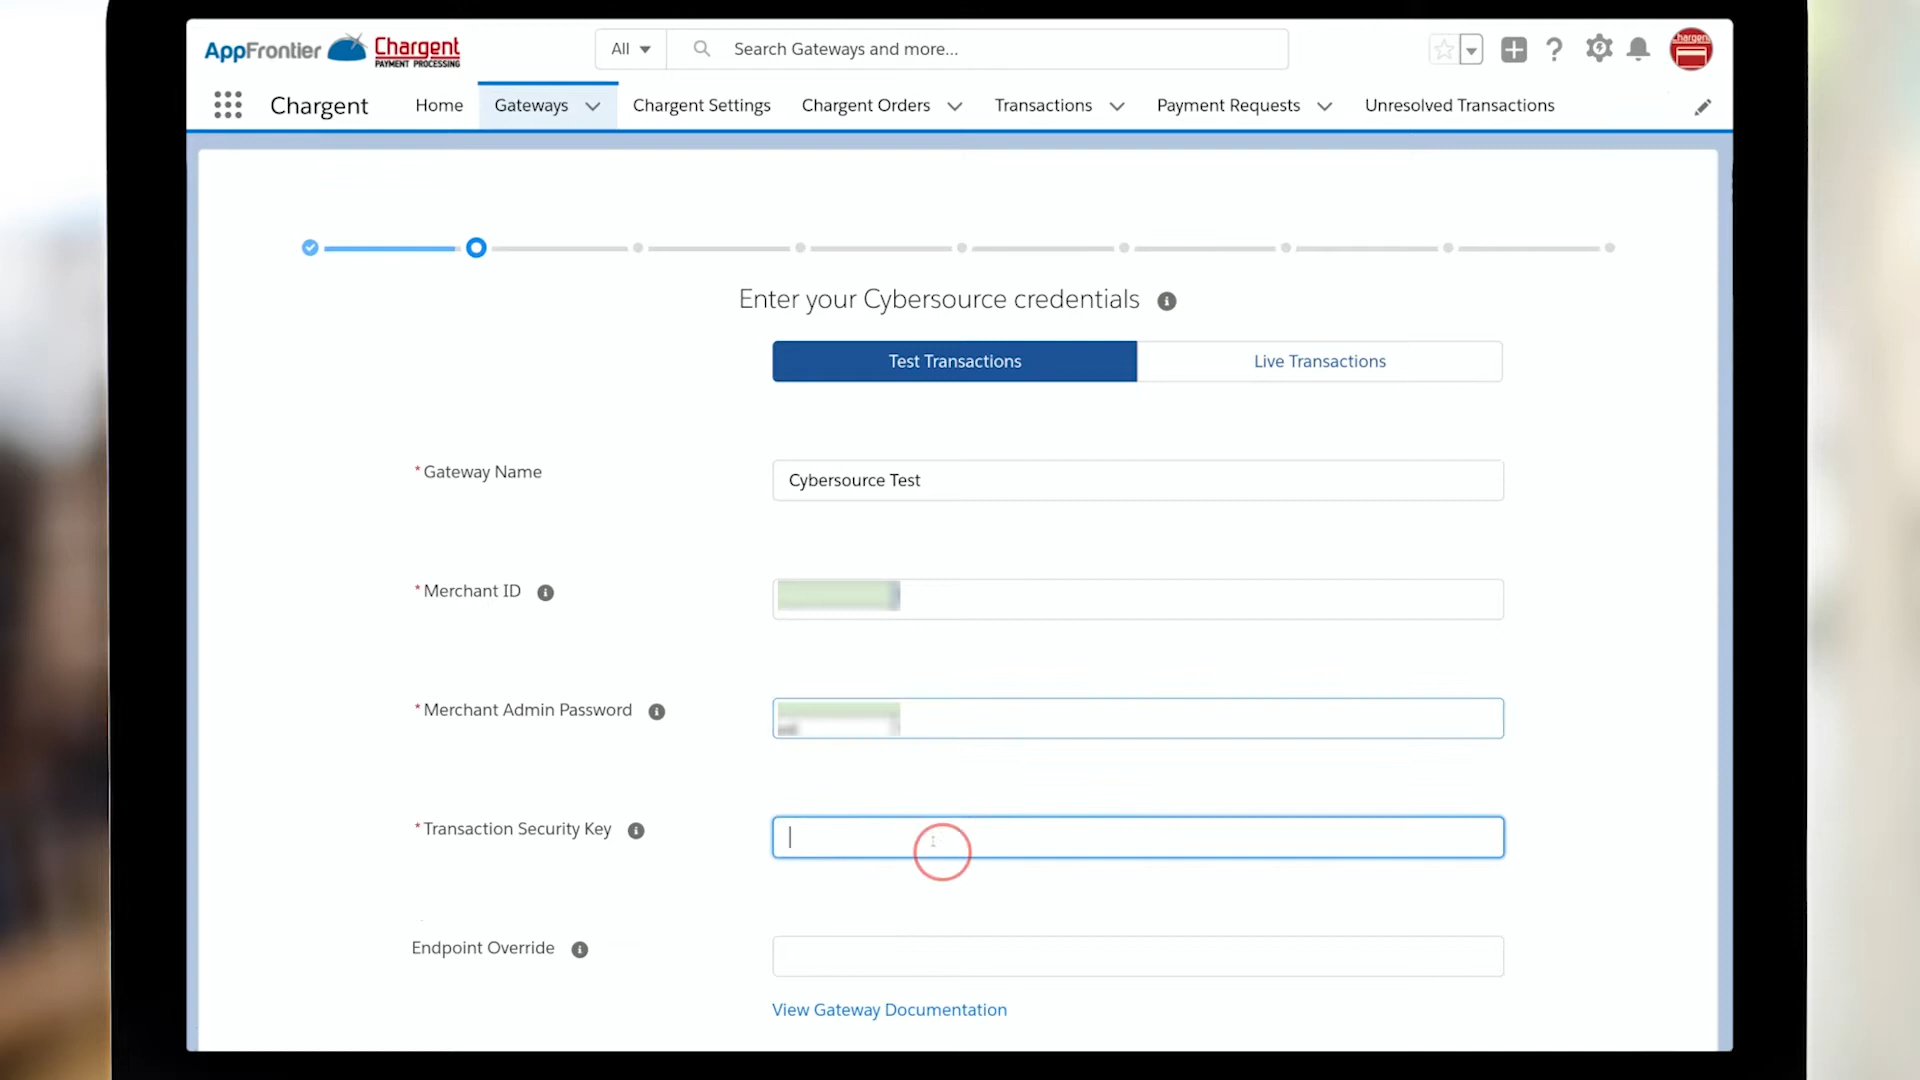 AppFrontier Chargent PAYMENT PROCESSING
All Search Gateways and more...
Chargent
Chargent Home Gateways Chargent Settings Chargent Orders Transactions Payment Requests Unresolved Transactions
Enter your Cybersource credentials
Test Transactions Live Transactions
* Gateway Name Cybersource Test
* Merchant ID
* Merchant Admin Password
* Transaction Security Key
Endpoint Override
View Gateway Documentation